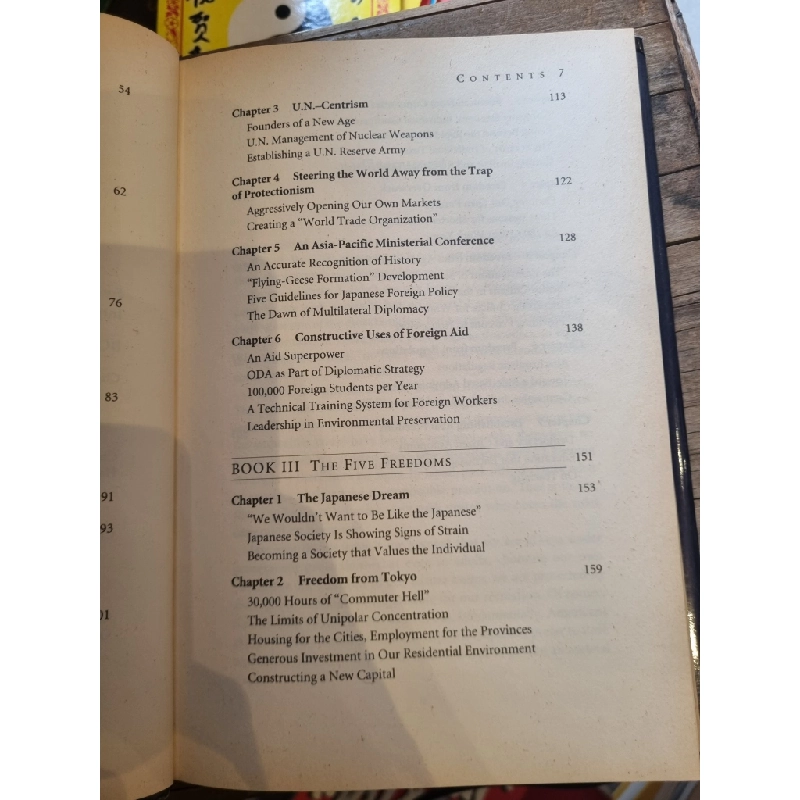 54
62
76
83
91
93
01
CONTENTS 7
Chapter 3 U.N.–Centrism 113
Founders of a New Age
U.N. Management of Nuclear Weapons
Establishing a U.N. Reserve Army
Chapter 4 Steering the World Away from the Trap
of Protectionism 122
Aggressively Opening Our Own Markets
Creating a "World Trade Organization"
Chapter 5 An Asia-Pacific Ministerial Conference 128
An Accurate Recognition of History
"Flying-Geese Formation" Development
Five Guidelines for Japanese Foreign Policy
The Dawn of Multilateral Diplomacy
Chapter 6 Constructive Uses of Foreign Aid 138
An Aid Superpower
ODA as Part of Diplomatic Strategy
100,000 Foreign Students per Year
A Technical Training System for Foreign Workers
Leadership in Environmental Preservation
BOOK III THE FIVE FREEDOMS 151
Chapter 1 The Japanese Dream 153
"We Wouldn't Want to Be Like the Japanese"
Japanese Society Is Showing Signs of Strain
Becoming a Society that Values the Individual
Chapter 2 Freedom from Tokyo 159
30,000 Hours of "Commuter Hell"
The Limits of Unipolar Concentration
Housing for the Cities, Employment for the Provinces
Generous Investment in Our Residential Environment
Constructing a New Capital